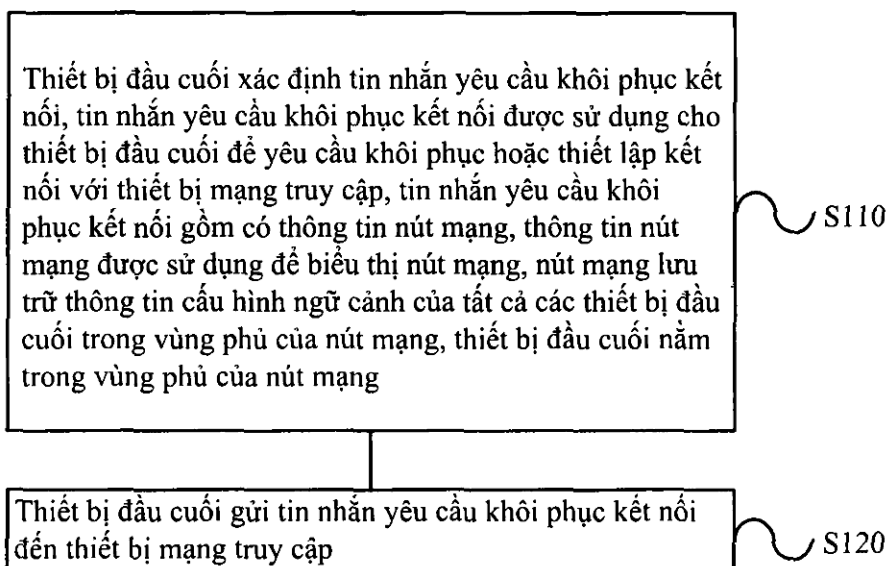 Thiết bị đầu cuối xác định tin nhắn yêu cầu khôi phục kết
nối, tin nhắn yêu cầu khôi phục kết nối được sử dụng cho
thiết bị đầu cuối để yêu cầu khôi phục hoặc thiết lập kết
nối với thiết bị mạng truy cập, tin nhắn yêu cầu khôi
phục kết nối gồm có thông tin nút mạng, thông tin nút
mạng được sử dụng để biểu thị nút mạng, nút mạng lưu
trữ thông tin cấu hình ngữ cảnh của tất cả các thiết bị đầu
cuối trong vùng phủ của nút mạng, thiết bị đầu cuối nằm
trong vùng phủ của nút mạng
S110
Thiết bị đầu cuối gửi tin nhắn yêu cầu khôi phục kết nối
đến thiết bị mạng truy cập
S120